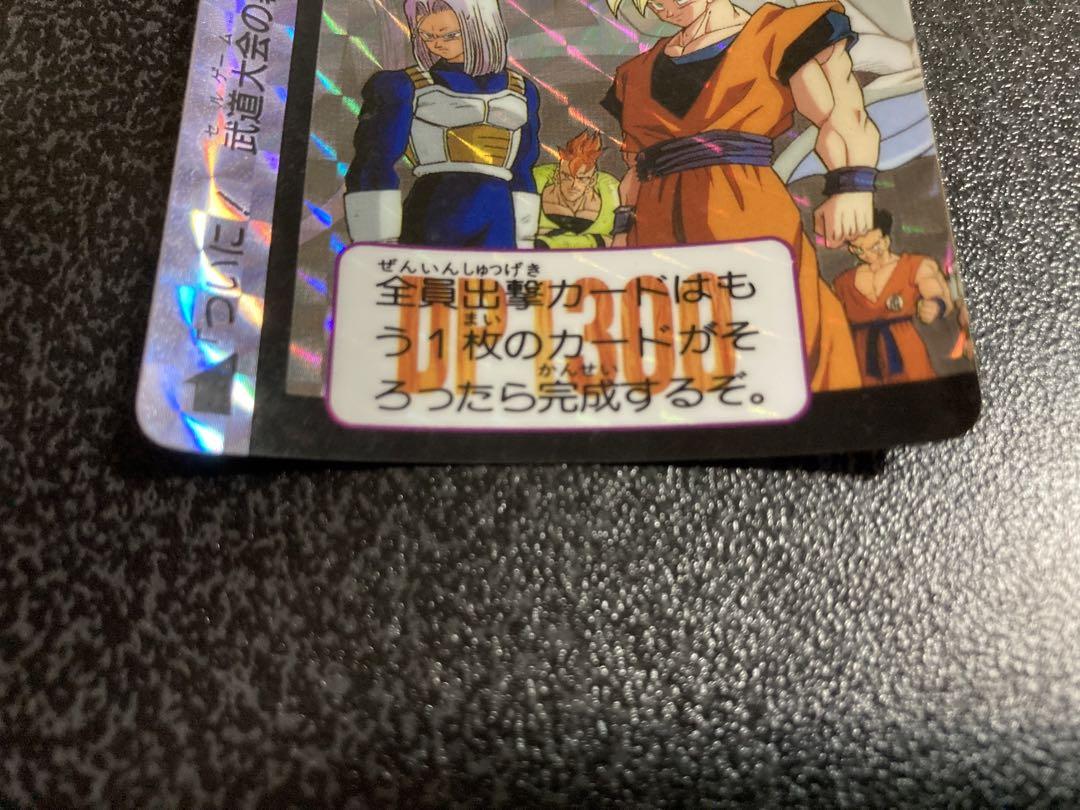 「ついに！ 武道大会の
セルゲーム
ぜんいんしゅつげき
全員出撃カードはも
まい
う1枚のカードがそ
かんせい
ろったら完成するぞ。
DP1300